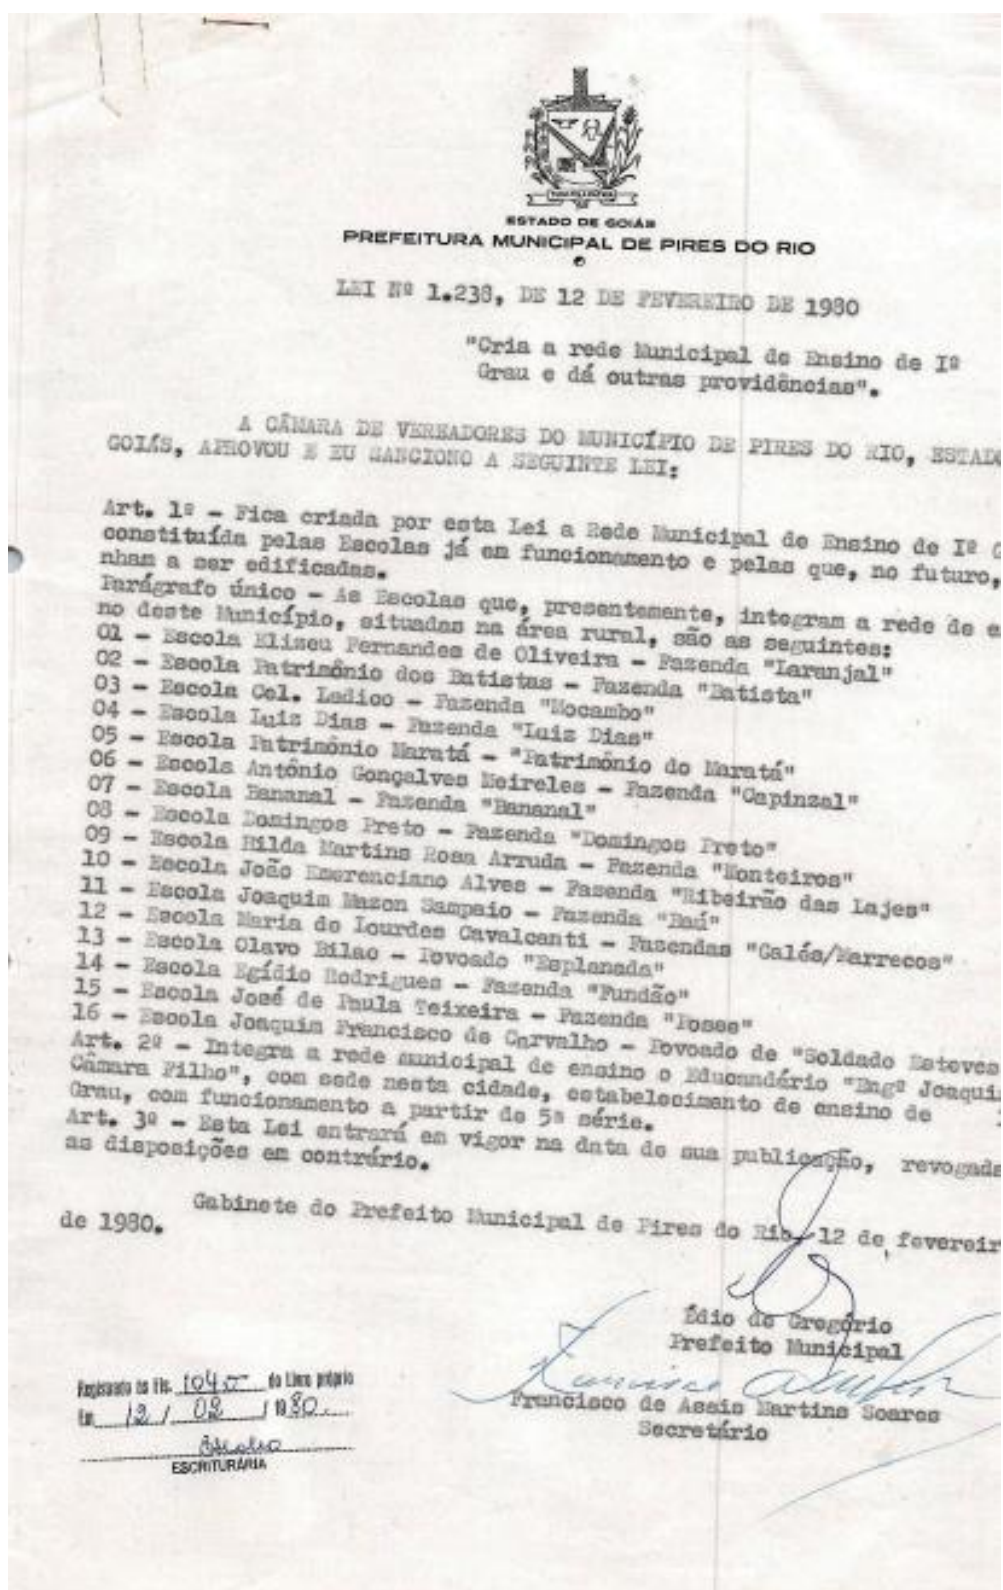 ESTADO DE GOIÁS
PREFEITURA MUNICIPAL DE PIRES DO RIO
LEI Nº 1.238, DE 12 DE FEVEREIRO DE 1980
"Cria a rede Municipal de Ensino de Iº
Grau e dá outras providências".
A CÂMARA DE VEREADORES DO MUNICÍPIO DE PIRES DO RIO, ESTADO
GOIÁS, APROVOU E EU SANCIONO A SEGUINTE LEI:
Art. 1º - Fica criada por esta Lei a Rede Municipal de Ensino de Iº G
constituída pelas Escolas já em funcionamento e pelas que, no futuro,
nham a ser edificadas.
Parágrafo único - As Escolas que, presentemente, integram a rede de e
no deste Município, situadas na área rural, são as seguintes:
01 - Escola Elizeu Fernandes de Oliveira - Fazenda "Laranjal"
02 - Escola Patrimônio dos Batistas - Fazenda "Batista"
03 - Escola Cel. Ladico - Fazenda "Mocambo"
04 - Escola Luiz Dias - Fazenda "Luiz Dias"
05 - Escola Patrimônio Maratá - "Patrimônio do Maratá"
06 - Escola Antônio Gonçalves Meireles - Fazenda "Capinzal"
07 - Escola Bananal - Fazenda "Bananal"
08 - Escola Domingos Preto - Fazenda "Domingos Preto"
09 - Escola Hilda Martins Rosa Arruda - Fazenda "Monteiros"
10 - Escola João Emerenciano Alves - Fazenda "Ribeirão das Lajes"
11 - Escola Joaquim Mazon Sampaio - Fazenda "Baú"
12 - Escola Maria de Lourdes Cavalcanti - Fazendas "Galés/Marrecos"
13 - Escola Olavo Bilac - Povoado "Esplanada"
14 - Escola Egídio Rodrigues - Fazenda "Fundão"
15 - Escola José de Paula Teixeira - Fazenda "Posse"
16 - Escola Joaquim Francisco de Carvalho - Povoado de "Soldado Esteves
Art. 2º - Integra a rede municipal de ensino o Educandário "Engº Joaqui
Câmara Filho", com sede nesta cidade, estabelecimento de ensino de
Grau, com funcionamento a partir de 5ª série.
Art. 3º - Esta Lei entrará em vigor na data de sua publicação, revogada
as disposições em contrário.
Gabinete do Prefeito Municipal de Pires do Rio, 12 de fevereir
de 1980.
Édio de Gregório
Prefeito Municipal
Francisco de Assis Martins Soares
Secretário
Registrado às fls. 104 do Livro próprio
Em 12 / 02 / 1980.
ESCRITURÁRIA